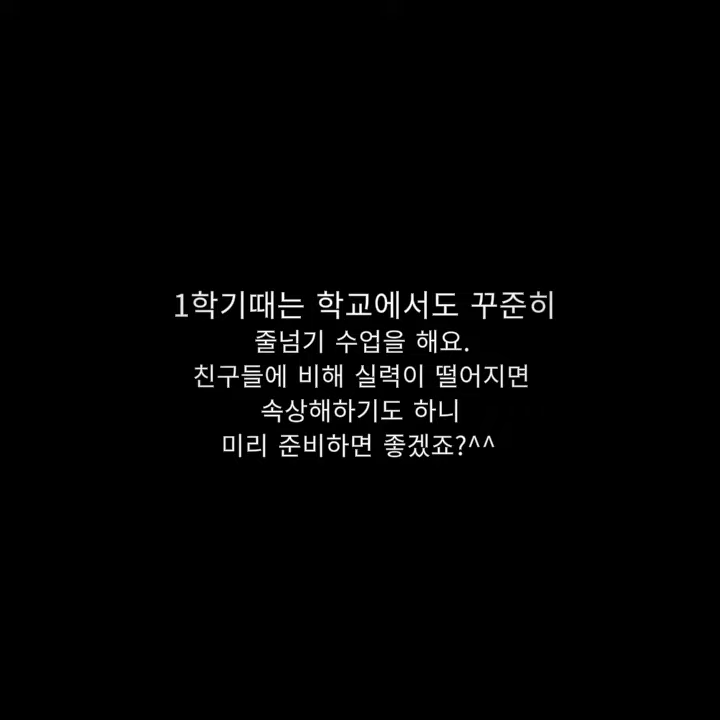 1학기때는 학교에서도 꾸준히
줄넘기 수업을 해요.
친구들에 비해 실력이 떨어지면
속상해하기도 하니
미리 준비하면 좋겠죠?^^